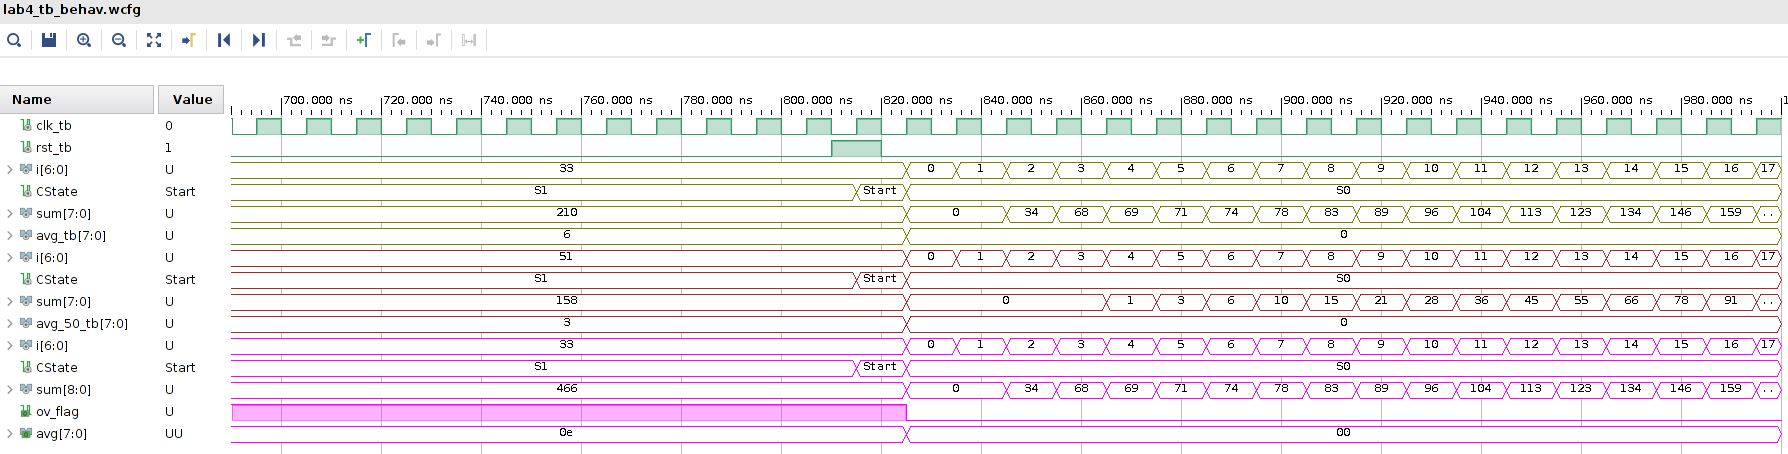 lab4_tb_behav.wcfg
Name Value 700.000 ns 720.000 ns 740.000 ns 760.000 ns 780.000 ns 800.000 ns 820.000 ns 840.000 ns 860.000 ns 880.000 ns 900.000 ns 920.000 ns 940.000 ns 960.000 ns 980.000 ns 1
clk_tb 0
rst_tb 1
i[6:0] U 33 0 1 2 3 4 5 6 7 8 9 10 11 12 13 14 15 16 17
CState Start S1 Start S0
sum[7:0] U 210 0 34 68 69 71 74 78 83 89 96 104 113 123 134 146 159 ..
avg_tb[7:0] U 6 0
i[6:0] U 51 0 1 2 3 4 5 6 7 8 9 10 11 12 13 14 15 16 17
CState Start S1 Start S0
sum[7:0] U 158 0 1 3 6 10 15 21 28 36 45 55 66 78 91 ..
avg_50_tb[7:0] U 3 0
i[6:0] U 33 0 1 2 3 4 5 6 7 8 9 10 11 12 13 14 15 16 17
CState Start S1 Start S0
sum[8:0] U 466 0 34 68 69 71 74 78 83 89 96 104 113 123 134 146 159 ..
ov_flag U
avg[7:0] UU 0e 00